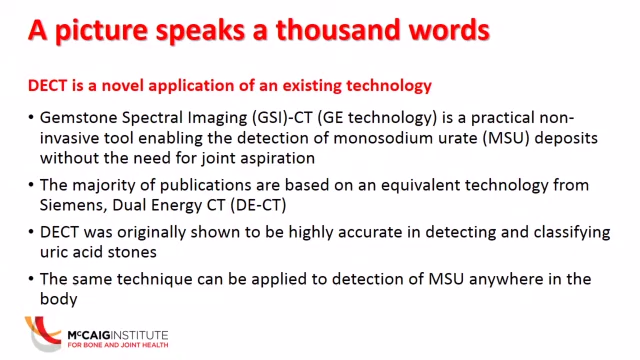 A picture speaks a thousand words
DECT is a novel application of an existing technology
• Gemstone Spectral Imaging (GSI)-CT (GE technology) is a practical non-
invasive tool enabling the detection of monosodium urate (MSU) deposits
without the need for joint aspiration
• The majority of publications are based on an equivalent technology from
Siemens, Dual Energy CT (DE-CT)
• DECT was originally shown to be highly accurate in detecting and classifying
uric acid stones
• The same technique can be applied to detection of MSU anywhere in the
body
McCAIG INSTITUTE
FOR BONE AND JOINT HEALTH